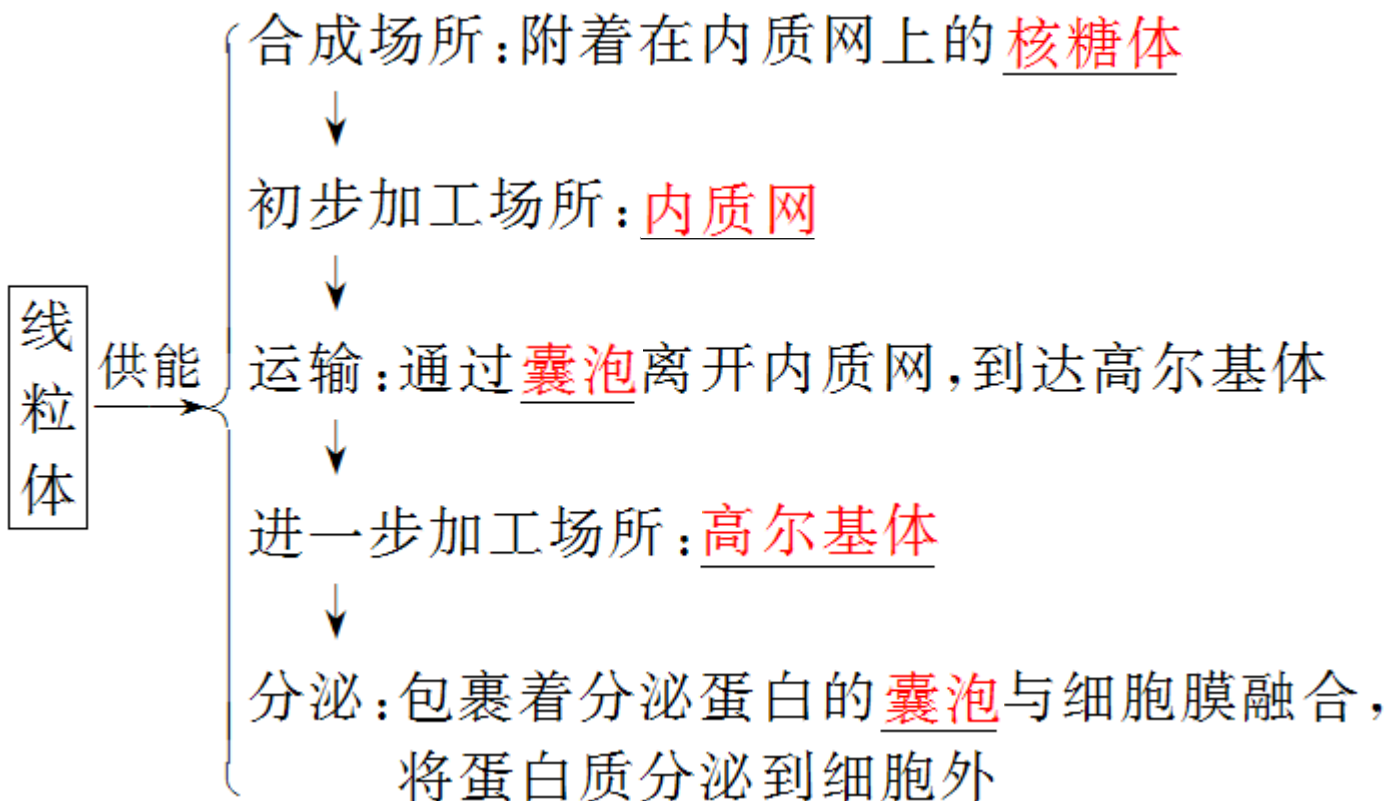 合成场所:附着在内质网上的核糖体
初步加工场所:内质网
线粒体
供能
运输:通过囊泡离开内质网,到达高尔基体
进一步加工场所:高尔基体
分泌:包裹着分泌蛋白的囊泡与细胞膜融合,
将蛋白质分泌到细胞外